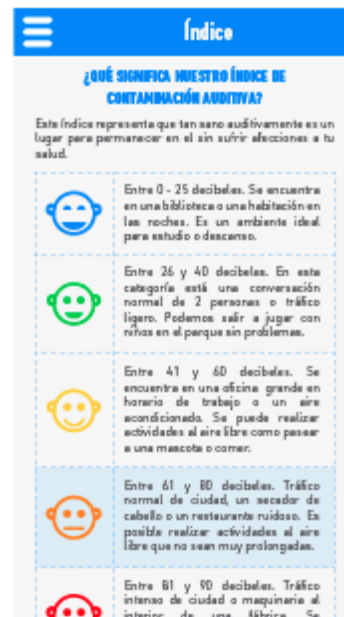 Índice
¿QUÉ SIGNIFICA NUESTRO ÍNDICE DE
CONTAMINACIÓN AUDITIVA?
Este índice representa que tan sano auditivamente es un
lugar para permanecer en el sin sufrir afecciones a tu
salud.
Entre 0 - 25 decibeles. Se encuentra
en una biblioteca o una habitación en
las noches. Es un ambiente ideal
para estudio o descanso.
Entre 26 y 40 decibeles. En esta
categoría está una conversación
normal de 2 personas o tráfico
ligero. Podemos salir a jugar con
niños en el parque sin problemas.
Entre 41 y 60 decibeles. Se
encuentra en una oficina grande en
horario de trabajo o un aire
acondicionado. Se puede realizar
actividades al aire libre como pasear
a una mascota o comer.
Entre 61 y 80 decibeles. Tráfico
normal de ciudad, un secador de
cabello o un restaurante ruidoso. Es
posible realizar actividades al aire
libre que no sean muy prolongadas.
Entre 81 y 90 decibeles. Tráfico
intenso de ciudad o maquinaria al
interior de una fábrica. Se